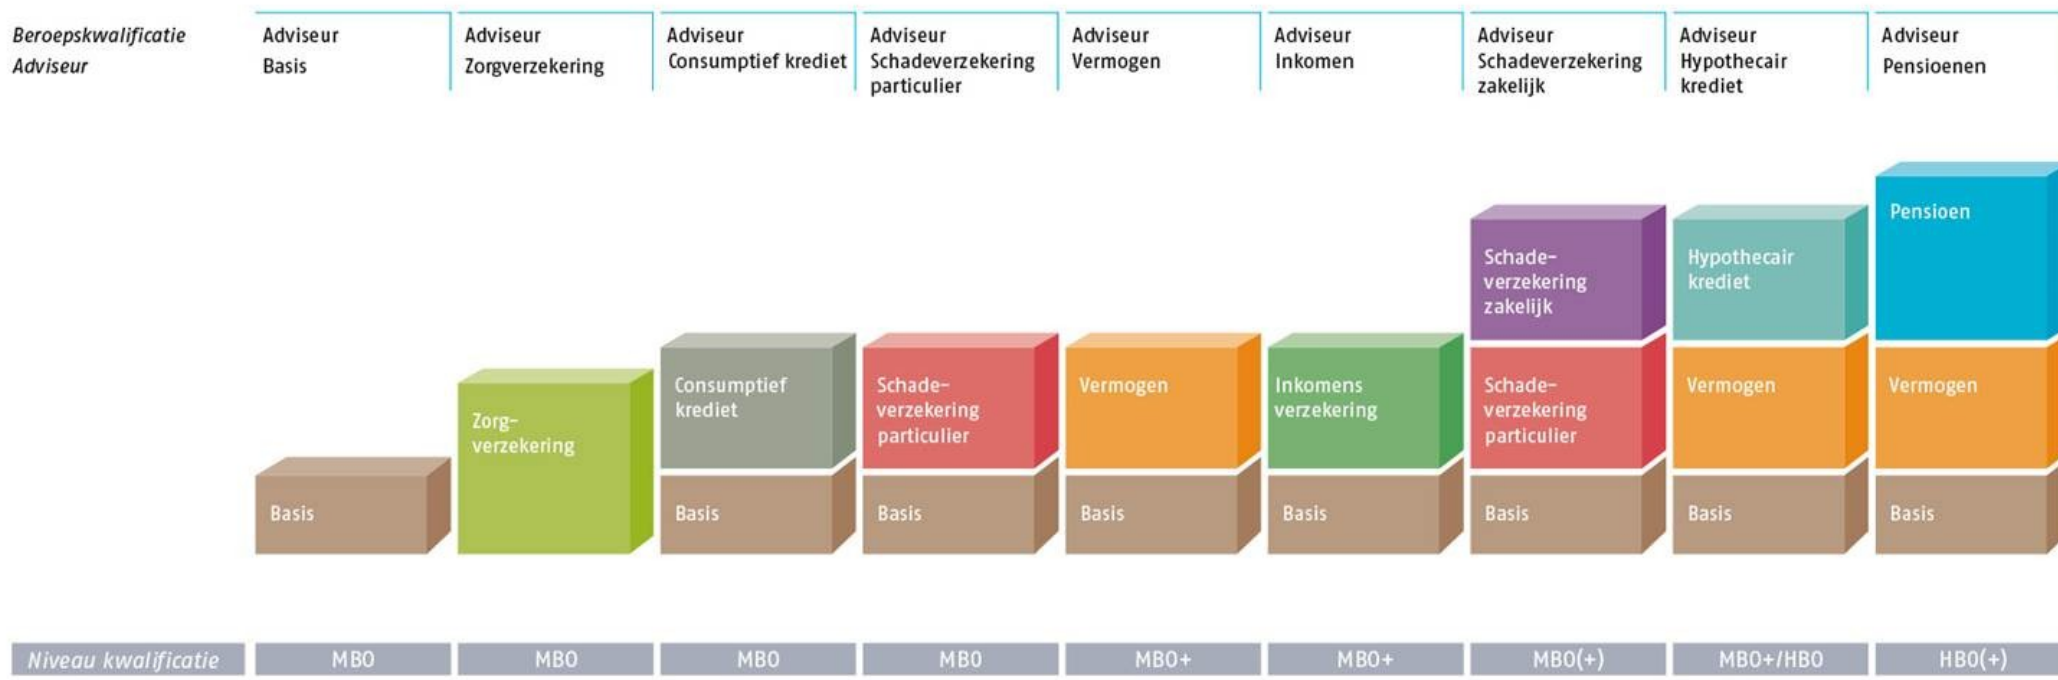 Beroepskwalificatie
Adviseur
Adviseur
Basis
Adviseur
Zorgverzekering
Adviseur
Consumptief krediet
Adviseur
Schadeverzekering
particulier
Adviseur
Vermogen
Adviseur
Inkomen
Adviseur
Schadeverzekering
zakelijk
Adviseur
Hypothecair
krediet
Adviseur
Pensioenen
Basis
Zorg-
verzekering
Consumptief
krediet
Basis
Schade-
verzekering
particulier
Basis
Vermogen
Basis
Inkomens
verzekering
Basis
Schade-
verzekering
zakelijk
Schade-
verzekering
particulier
Basis
Hypothecair
krediet
Vermogen
Basis
Pensioen
Vermogen
Basis
Niveau kwalificatie
MBO
MBO
MBO
MBO
MBO+
MBO+
MBO(+)
MBO+/HBO
HBO(+)